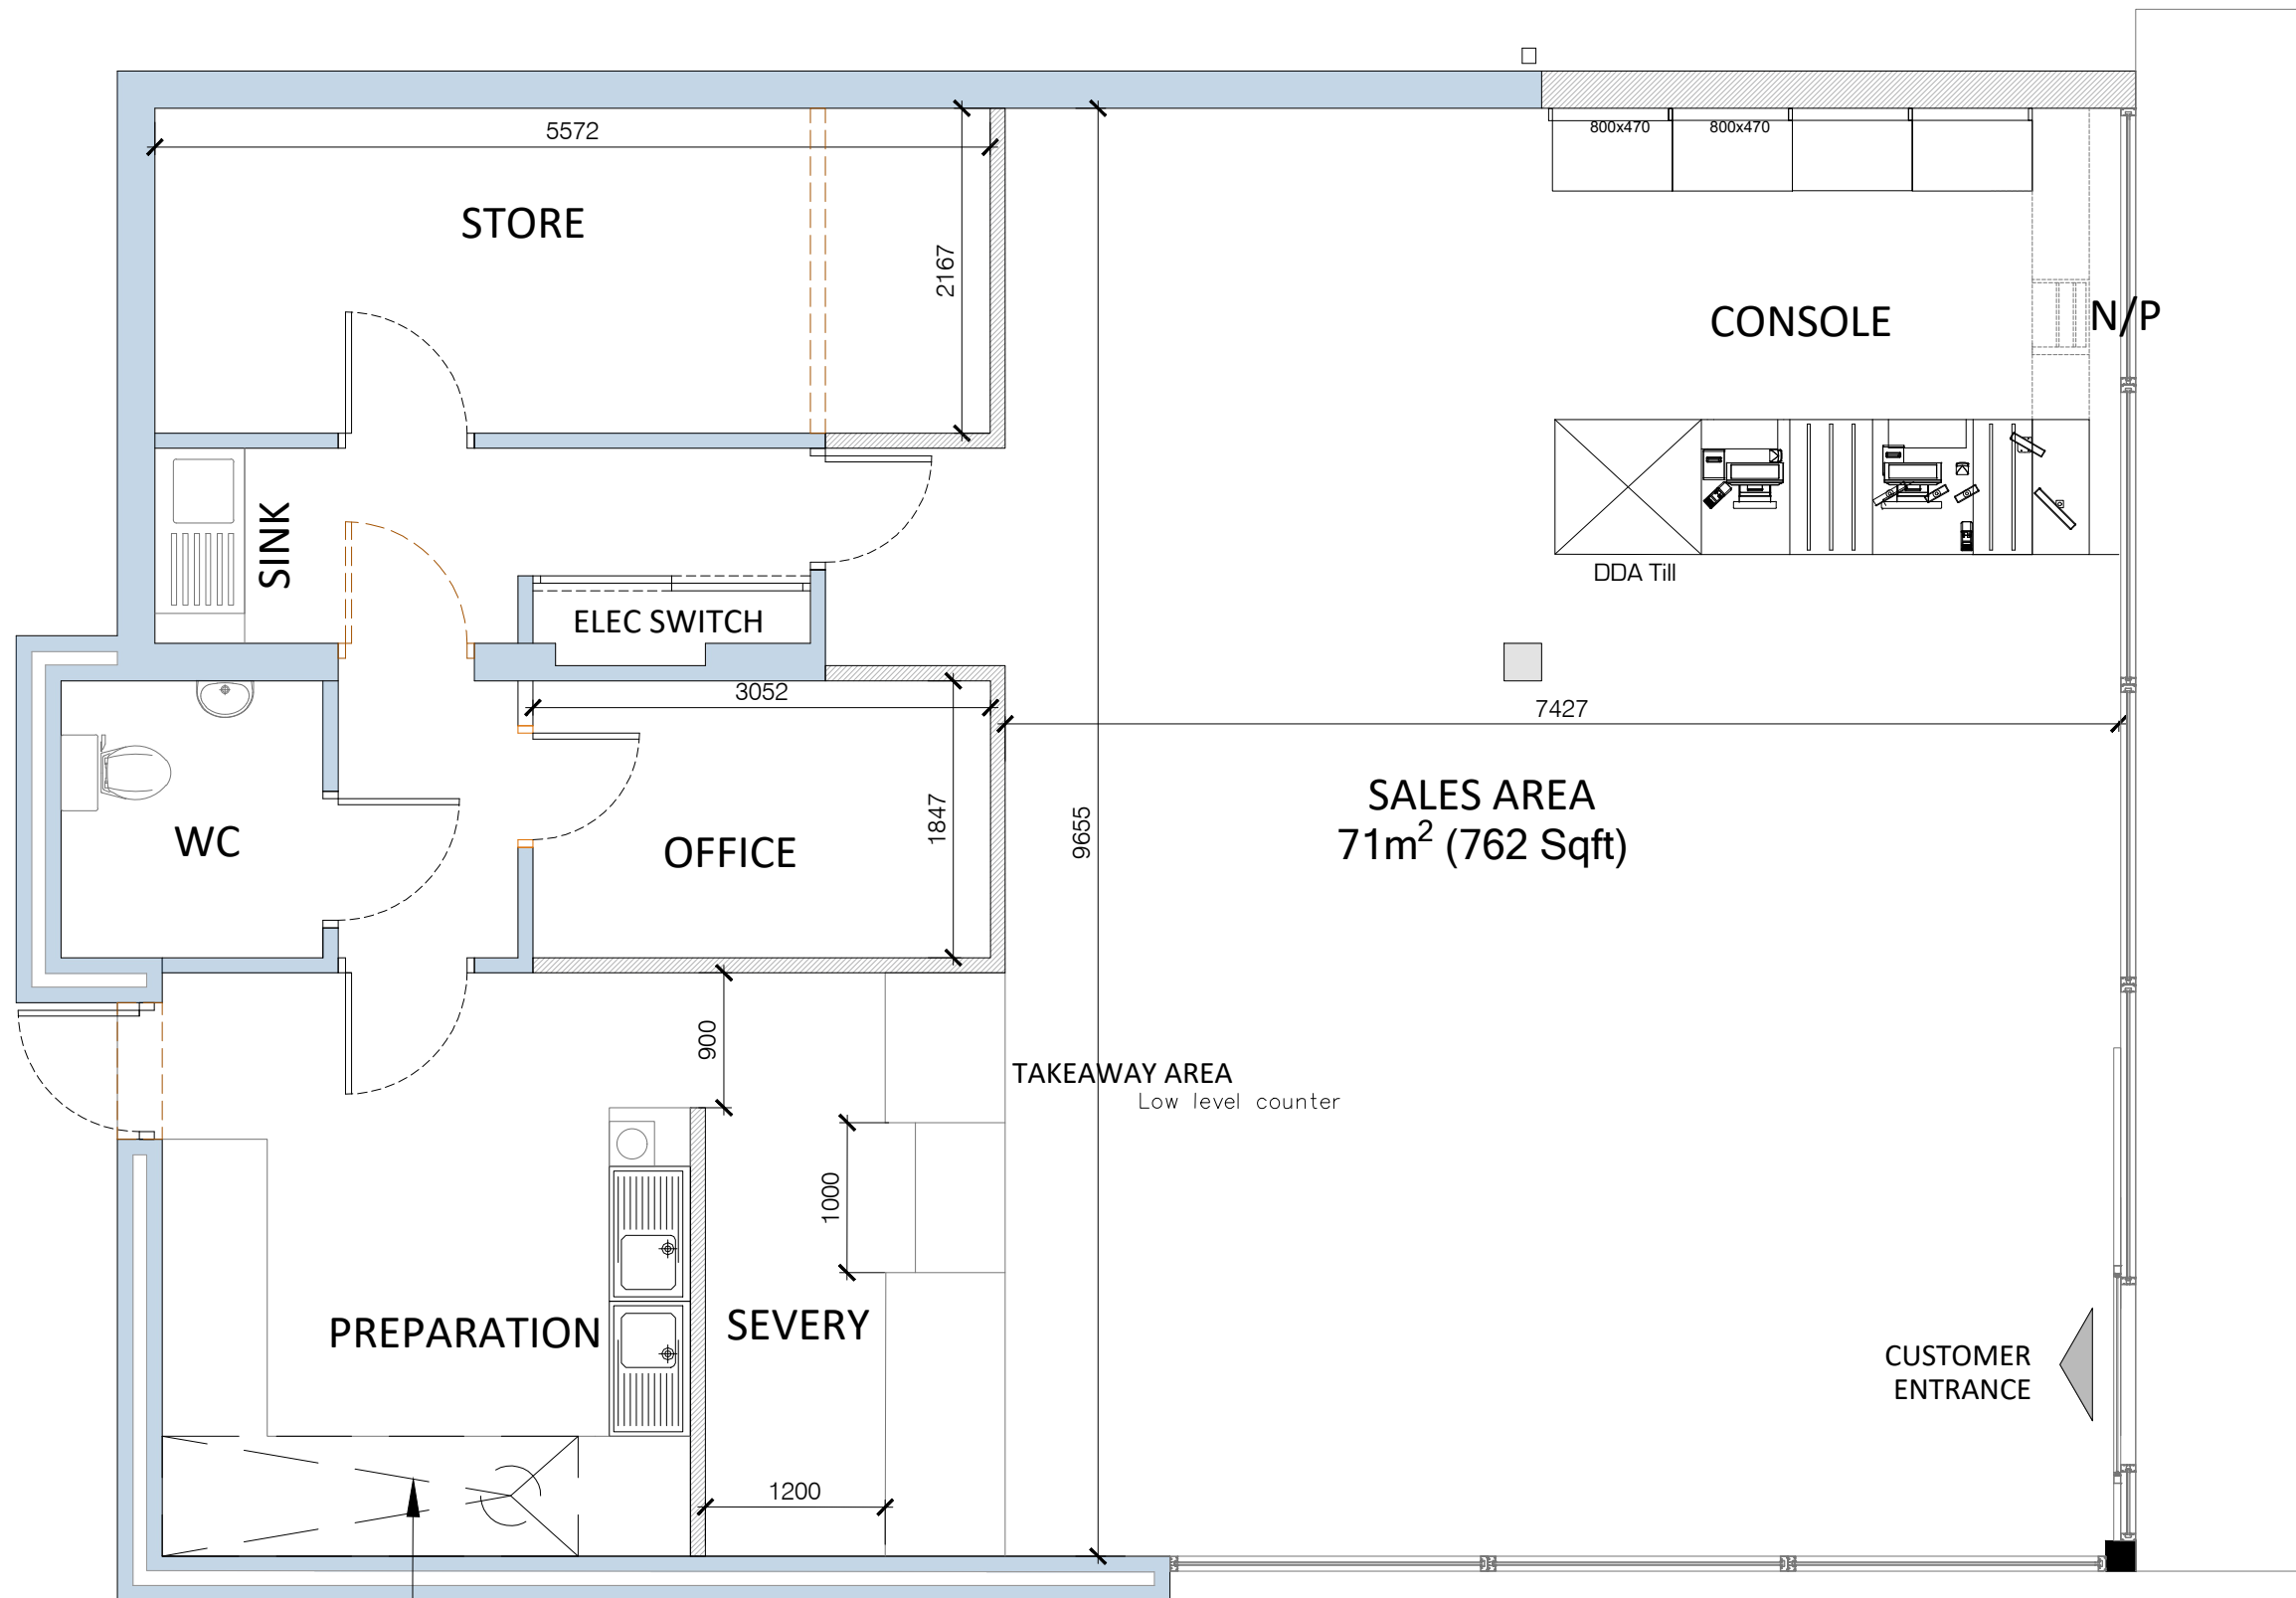 5572
800x470
800x470
STORE
2167
CONSOLE
N/P
SINK
DDA Till
ELEC SWITCH
3052
7427
SALES AREA
71m² (762 Sqft)
1847
9655
WC
OFFICE
900
TAKEAWAY AREA
Low level counter
1000
PREPARATION
SEVERY
CUSTOMER
ENTRANCE
1200